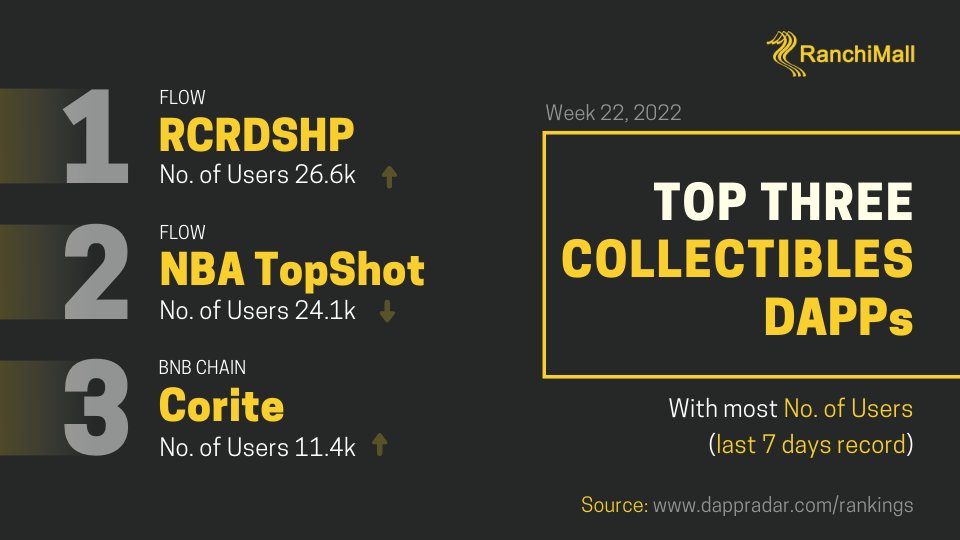 RanchiMall
Week 22, 2022
TOP THREE
COLLECTIBLES
DAPPs
With most No. of Users
(last 7 days record)
1
FLOW
RCRDSHP
No. of Users 26.6k
2
FLOW
NBA TopShot
No. of Users 24.1k
3
BNB CHAIN
Corite
No. of Users 11.4k
Source: www.dappradar.com/rankings